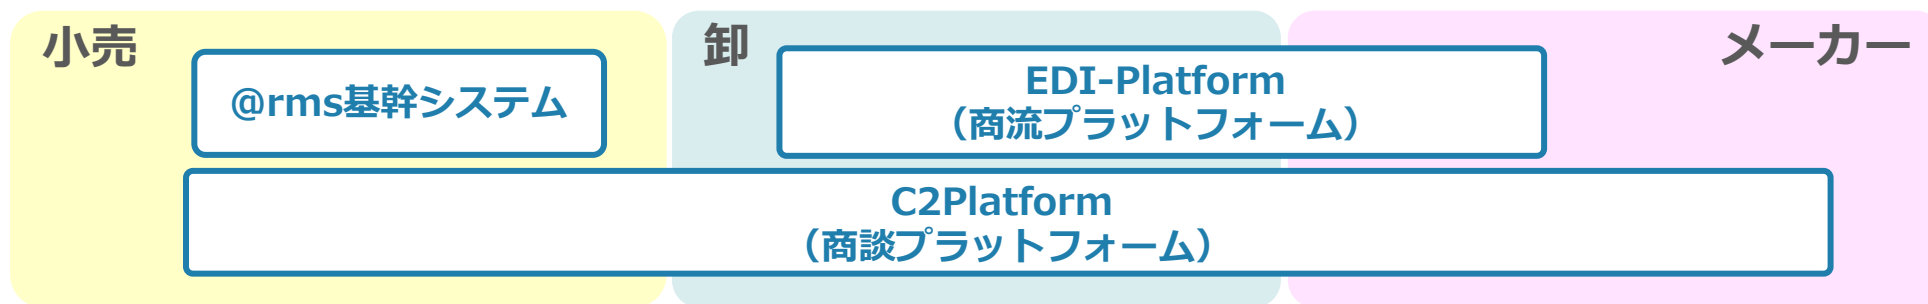 小売
卸
メーカー
@rms基幹システム
EDI-Platform
（商流プラットフォーム）
C2Platform
（商談プラットフォーム）